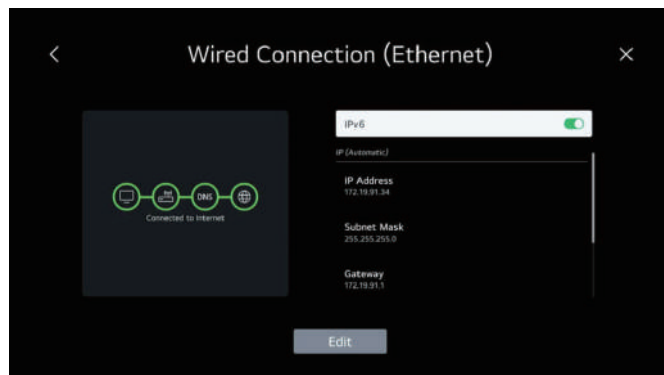 Wired Connection (Ethernet)
IPv6
IP (Automatic)
IP Address
172.19.91.34
Subnet Mask
255.255.255.0
Gateway
172.19.91.1
DNS
Connected to Internet
Edit